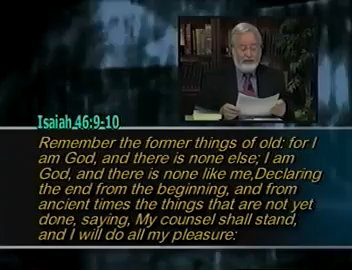 Isaiah 46:9-10
Remember the former things of old: for I
am God, and there is none else; I am
God, and there is none like me,Declaring
the end from the beginning, and from
ancient times the things that are not yet
done, saying, My counsel shall stand,
and I will do all my pleasure: